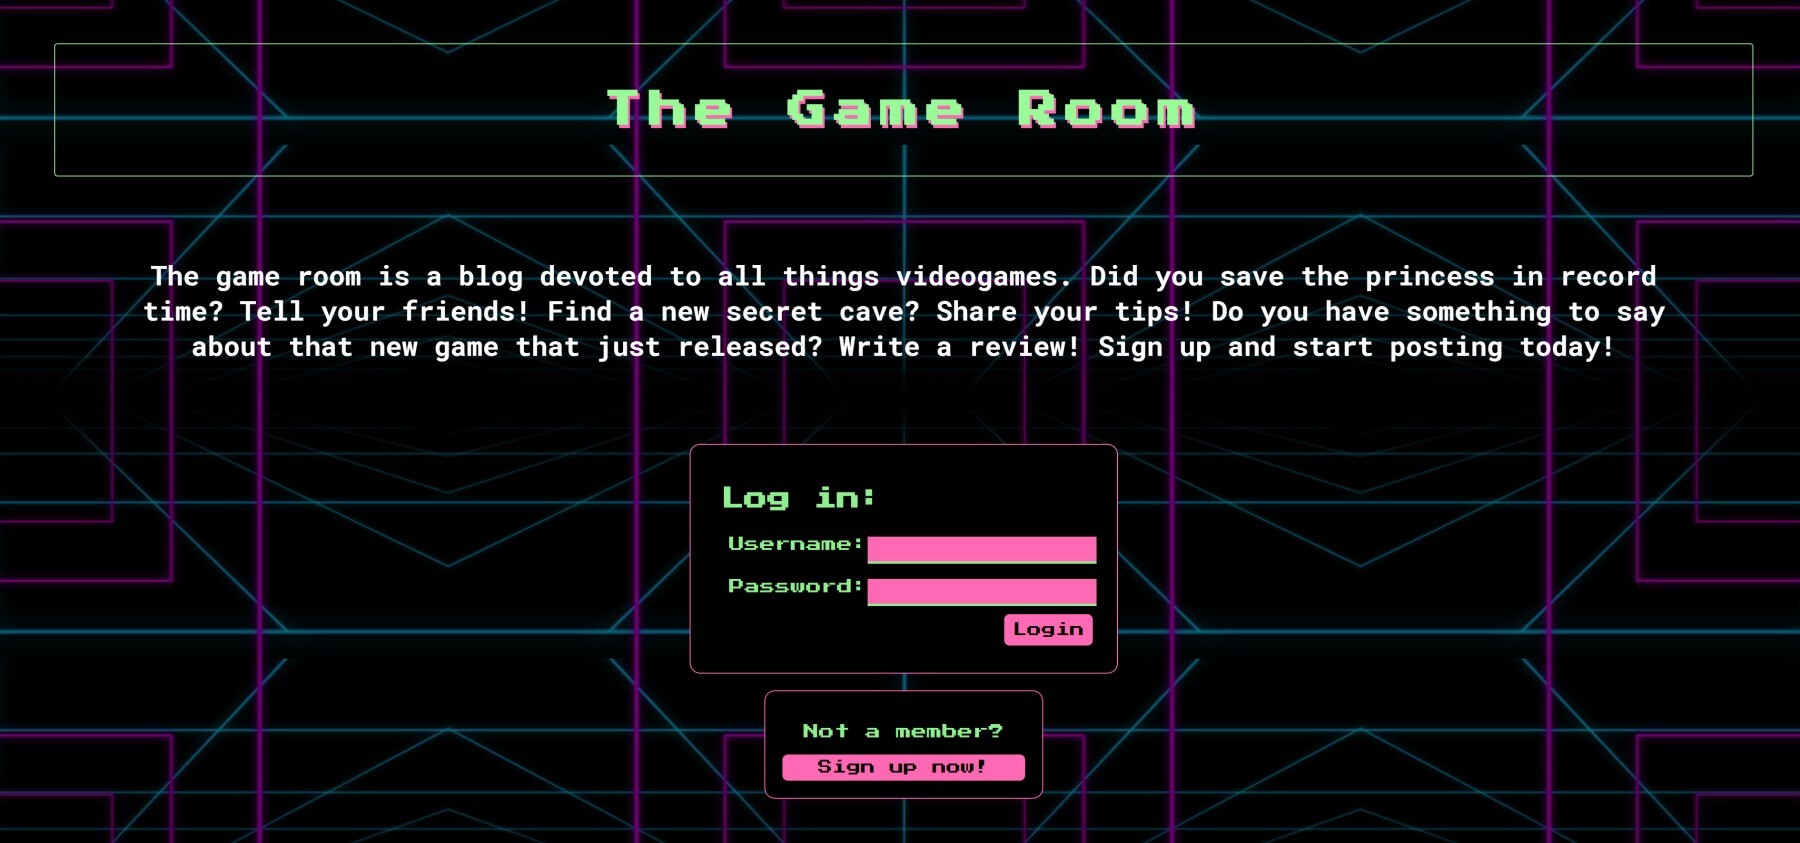 The Game Room
The game room is a blog devoted to all things videogames. Did you save the princess in record
time? Tell your friends! Find a new secret cave? Share your tips! Do you have something to say
about that new game that just released? Write a review! Sign up and start posting today!
Log in:
Username:
Password:
Login
Not a member?
Sign up now!